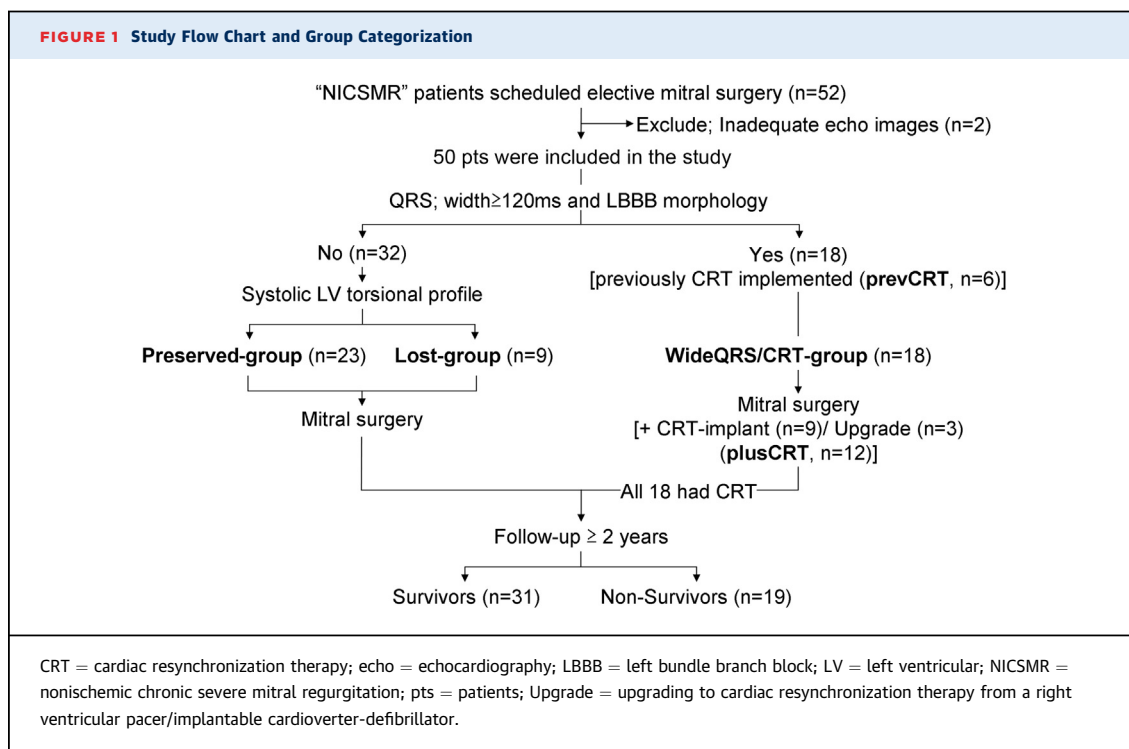 FIGURE 1 Study Flow Chart and Group Categorization
“NICSMR” patients scheduled elective mitral surgery (n=52)
Exclude; Inadequate echo images (n=2)
50 pts were included in the study
QRS; width≥120ms and LBBB morphology
No (n=32)
Yes (n=18)
[previously CRT implemented (prevCRT, n=6)]
Systolic LV torsional profile
Preserved-group (n=23) Lost-group (n=9)
WideQRS/CRT-group (n=18)
Mitral surgery
Mitral surgery
[+ CRT-implant (n=9)/ Upgrade (n=3)
(plusCRT, n=12)]
All 18 had CRT
Follow-up ≧ 2 years
Survivors (n=31) Non-Survivors (n=19)
CRT = cardiac resynchronization therapy; echo = echocardiography; LBBB = left bundle branch block; LV = left ventricular; NICSMR =
nonischemic chronic severe mitral regurgitation; pts = patients; Upgrade = upgrading to cardiac resynchronization therapy from a right
ventricular pacer/implantable cardioverter-defibrillator.